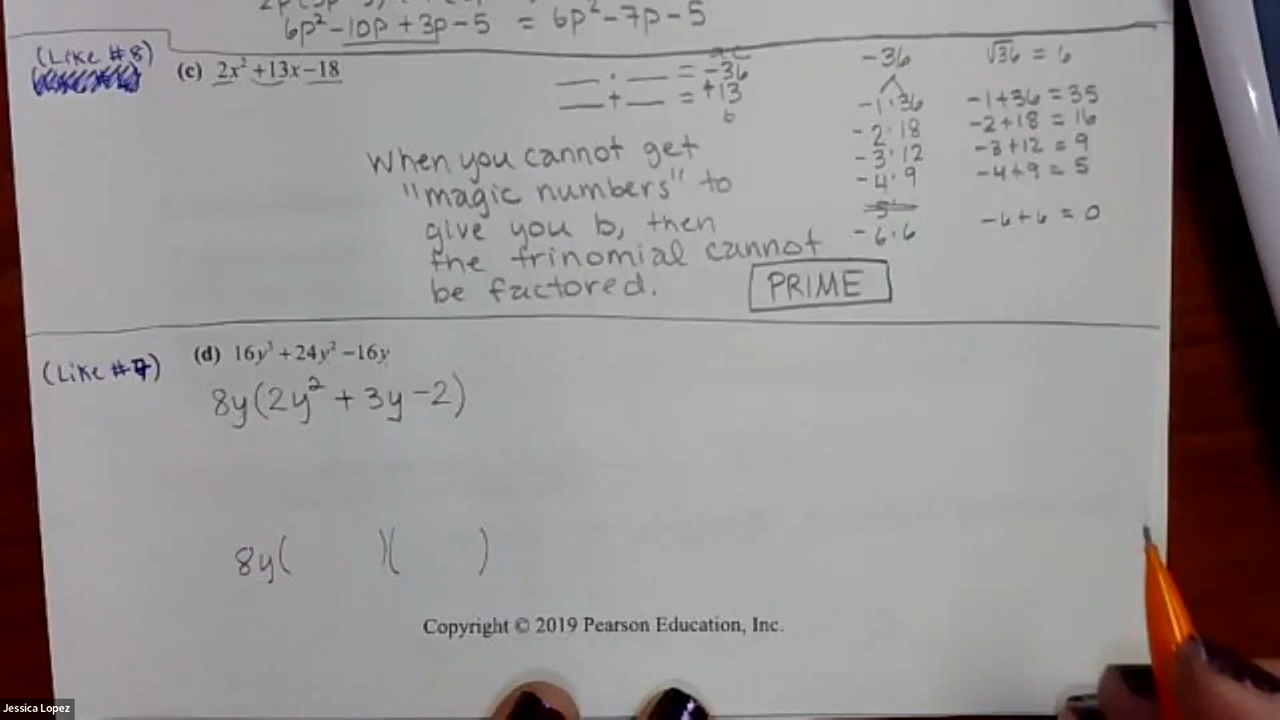 6p² −10p + 3p − 5 = 6p² −7p − 5
(Like #8)
(c) 2x² +13x −18
__ · __ = −36
__ + __ = +13
b
−36
−1·36
−2·18
−3·12
−4·9
5
−6·6
√36 = 6
−1+36 = 35
−2+18 = 16
−3+12 = 9
−4+9 = 5
−6+6 = 0
When you cannot get
"magic numbers" to
give you b, then
the trinomial cannot
be factored.
PRIME
(Like #7)
(d) 16y³ +24y² −16y
8y(2y² + 3y −2)
8y( )( )
Copyright © 2019 Pearson Education, Inc.
Jessica Lopez